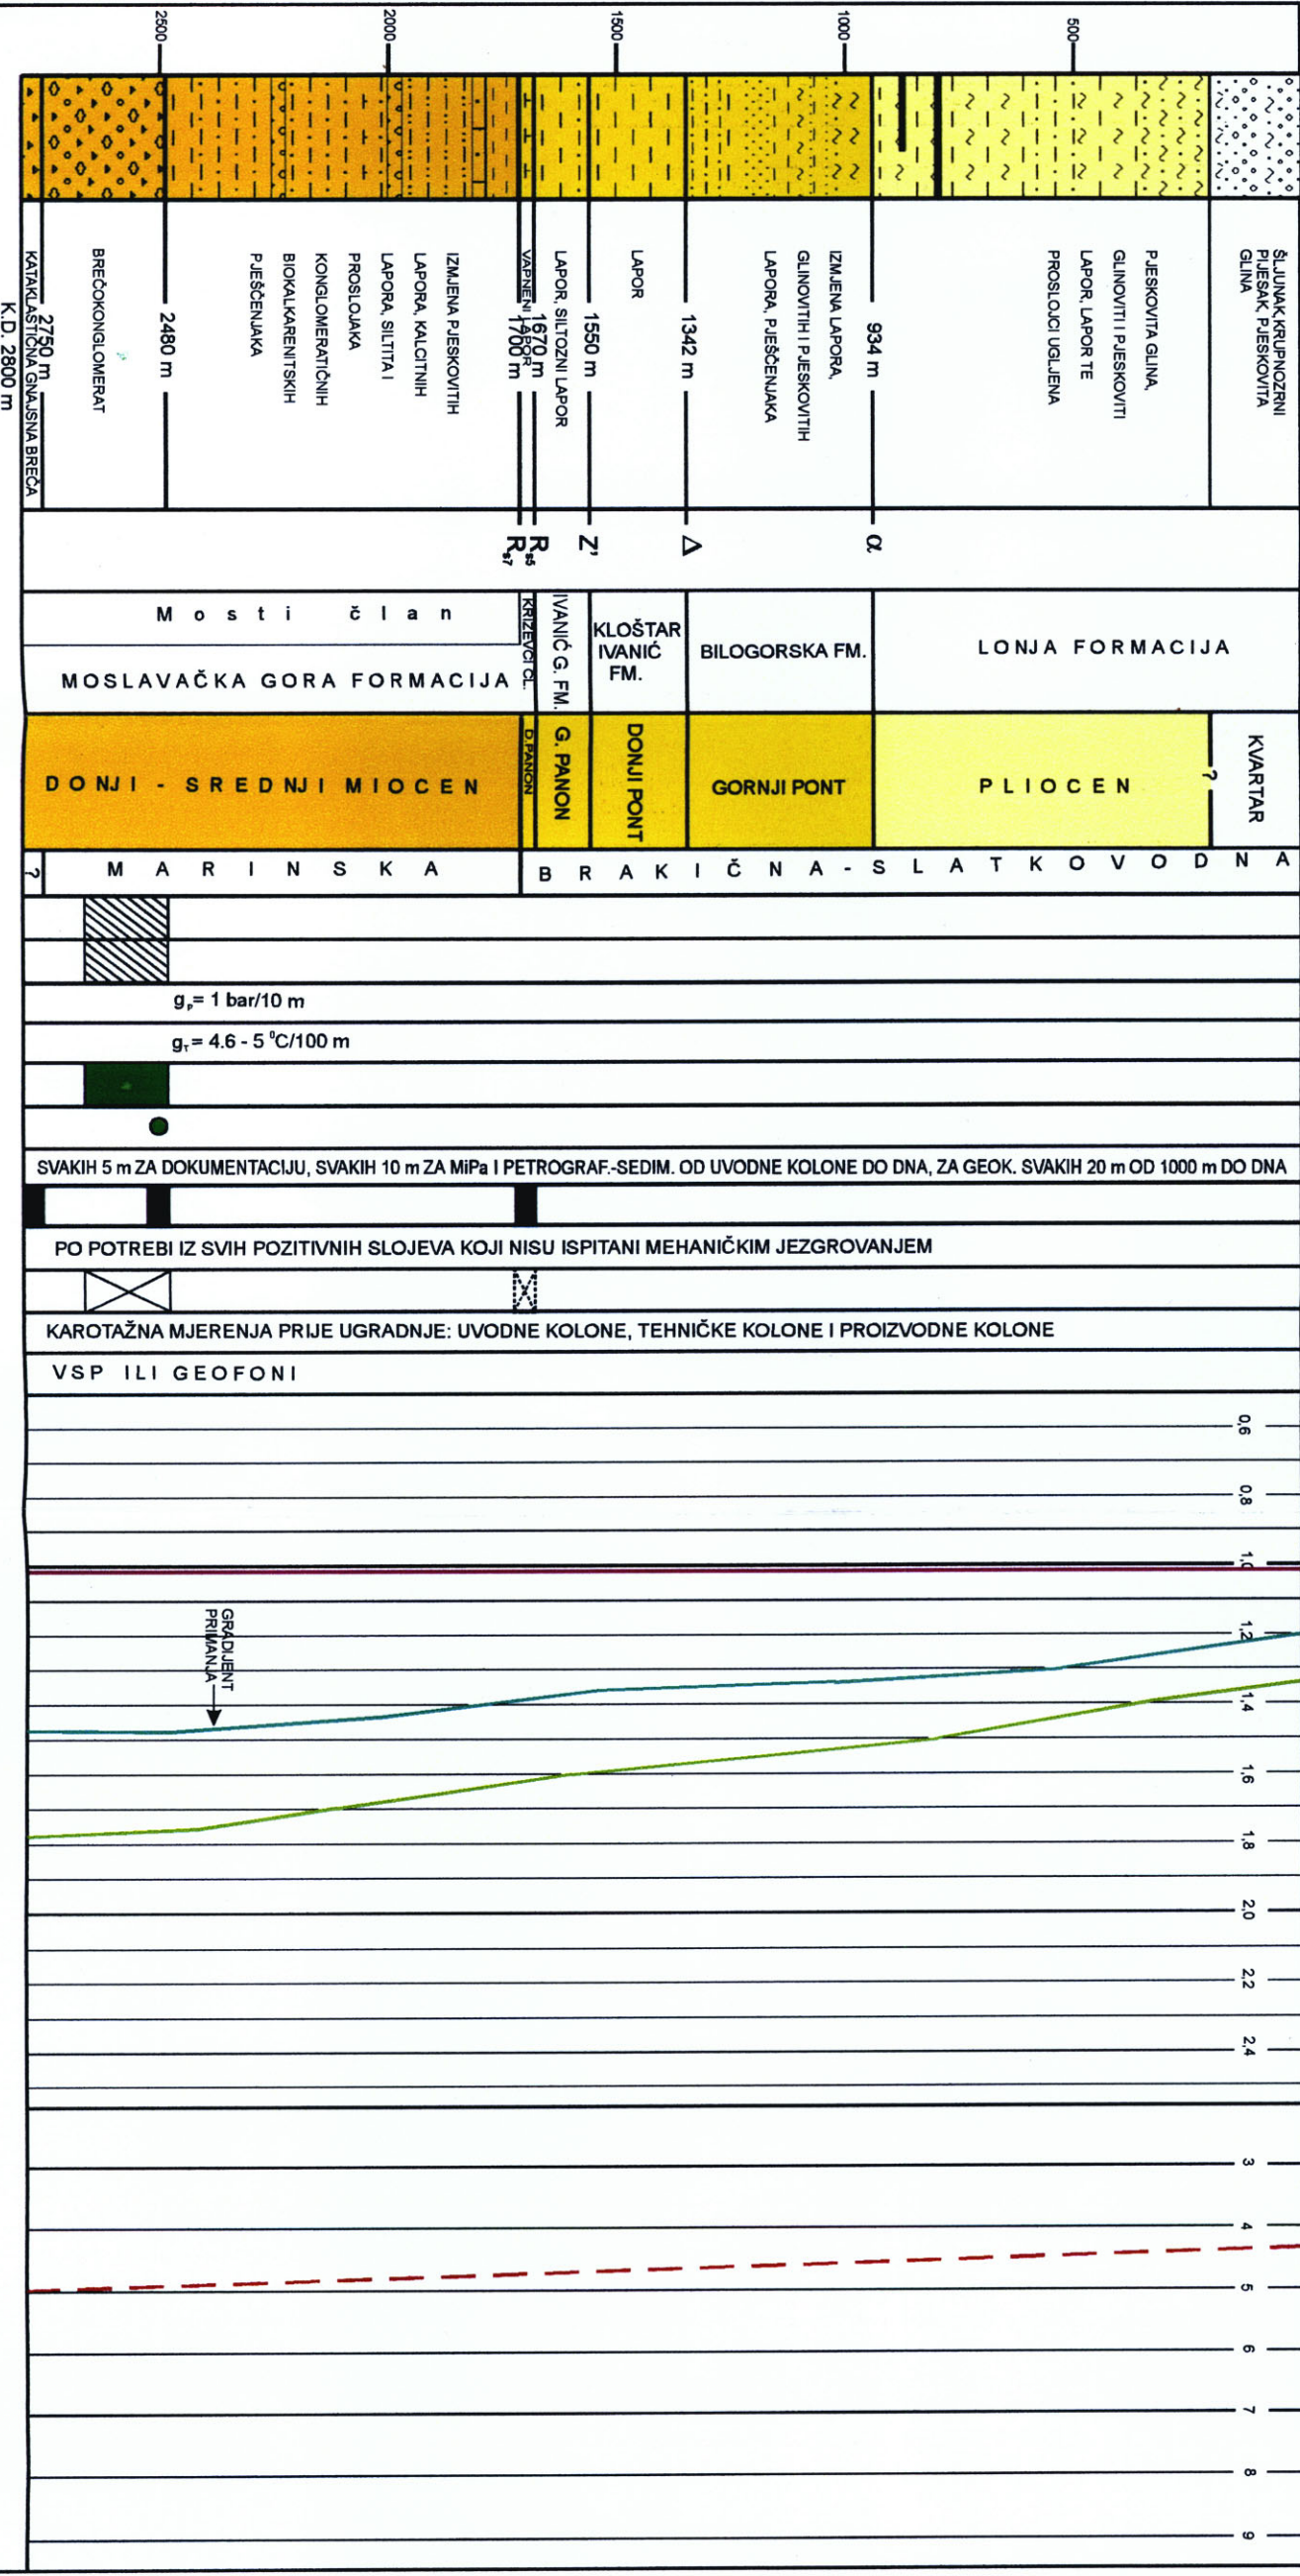 500
1000
1500
2000
2500
ŠLJUNAK,KRUPNOZRNI
PIJESAK, PJESKOVITA
GLINA
PJESKOVITA GLINA,
GLINOVITI I PJESKOVITI
LAPOR, LAPOR TE
PROSLOJCI UGLJENA
934 m
IZMJENA LAPORA,
GLINOVITIH I PJESKOVITIH
LAPORA, PJEŠČENJAKA
1342 m
LAPOR
1550 m
LAPOR, SILTOZNI LAPOR
1670 m
VAPNENI LAPOR
1700 m
IZMJENA PJESKOVITIH
LAPORA, KALCITNIH
LAPORA, SILTITA I
PROSLOJAKA
KONGLOMERATIČNIH
BIOKALKARENITSKIH
PJEŠČENJAKA
2480 m
BREČOKONGLOMERAT
2750 m
KATAKLASTIČNA GNAJSNA BREČA
K.D. 2800 m
α
Δ
Z'
Rs5
Rs7
LONJA FORMACIJA
BILOGORSKA FM.
KLOŠTAR
IVANIĆ
FM.
IVANIĆ G. FM.
KRIŽEVCI ČL.
Mosti član
MOSLAVAČKA GORA FORMACIJA
KVARTAR
?
PLIOCEN
GORNJI PONT
DONJI PONT
G. PANON
D.PANON
DONJI - SREDNJI MIOCEN
? MARINSKA BRAKIČNA-SLATKOVODNA
gp= 1 bar/10 m
gT= 4.6 - 5 ⁰C/100 m
SVAKIH 5 m ZA DOKUMENTACIJU, SVAKIH 10 m ZA MiPa I PETROGRAF.-SEDIM. OD UVODNE KOLONE DO DNA, ZA GEOK. SVAKIH 20 m OD 1000 m DO DNA
PO POTREBI IZ SVIH POZITIVNIH SLOJEVA KOJI NISU ISPITANI MEHANIČKIM JEZGROVANJEM
KAROTAŽNA MJERENJA PRIJE UGRADNJE: UVODNE KOLONE, TEHNIČKE KOLONE I PROIZVODNE KOLONE
VSP ILI GEOFONI
0,6
0,8
1,0
1,2
1,4
1,6
1,8
2,0
2,2
2,4
3
4
5
6
7
8
9
GRADIJENT
PRIMANJA